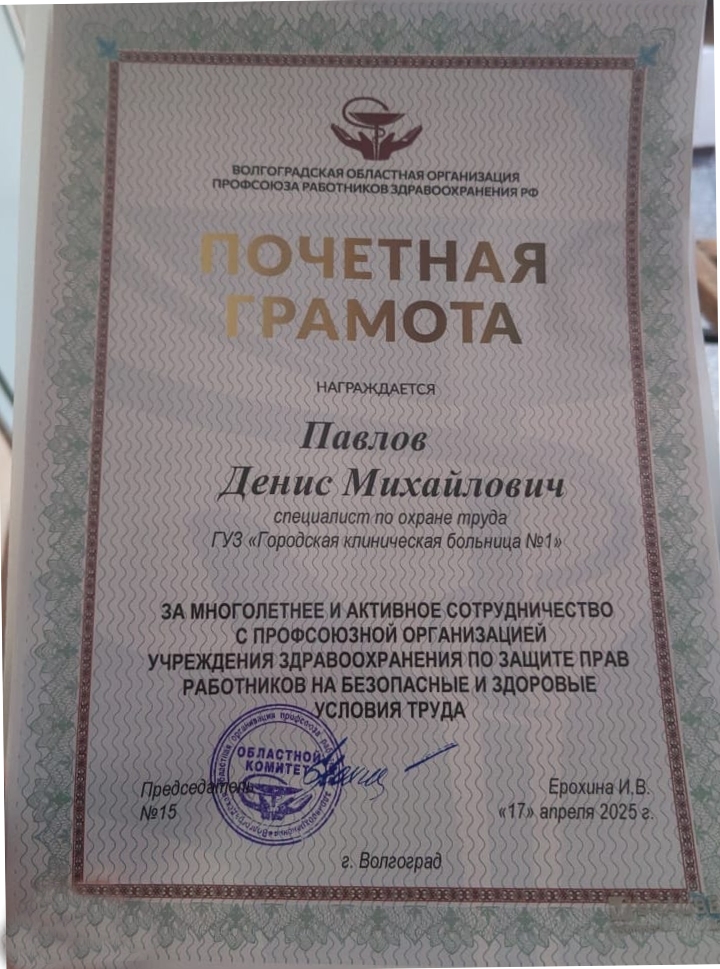 ВОЛГОГРАДСКАЯ ОБЛАСТНАЯ ОРГАНИЗАЦИЯ
ПРОФСОЮЗА РАБОТНИКОВ ЗДРАВООХРАНЕНИЯ РФ
ПОЧЕТНАЯ
ГРАМОТА
НАГРАЖДАЕТСЯ
Павлов
Денис Михайлович
специалист по охране труда
ГУЗ «Городская клиническая больница №1»
ЗА МНОГОЛЕТНЕЕ И АКТИВНОЕ СОТРУДНИЧЕСТВО
С ПРОФСОЮЗНОЙ ОРГАНИЗАЦИЕЙ
УЧРЕЖДЕНИЯ ЗДРАВООХРАНЕНИЯ ПО ЗАЩИТЕ ПРАВ
РАБОТНИКОВ НА БЕЗОПАСНЫЕ И ЗДОРОВЫЕ
УСЛОВИЯ ТРУДА
ОБЛАСТНОЙ
КОМИТЕТ
Председатель
Ерохина И.В.
№15
«17» апреля 2025 г.
г. Волгоград